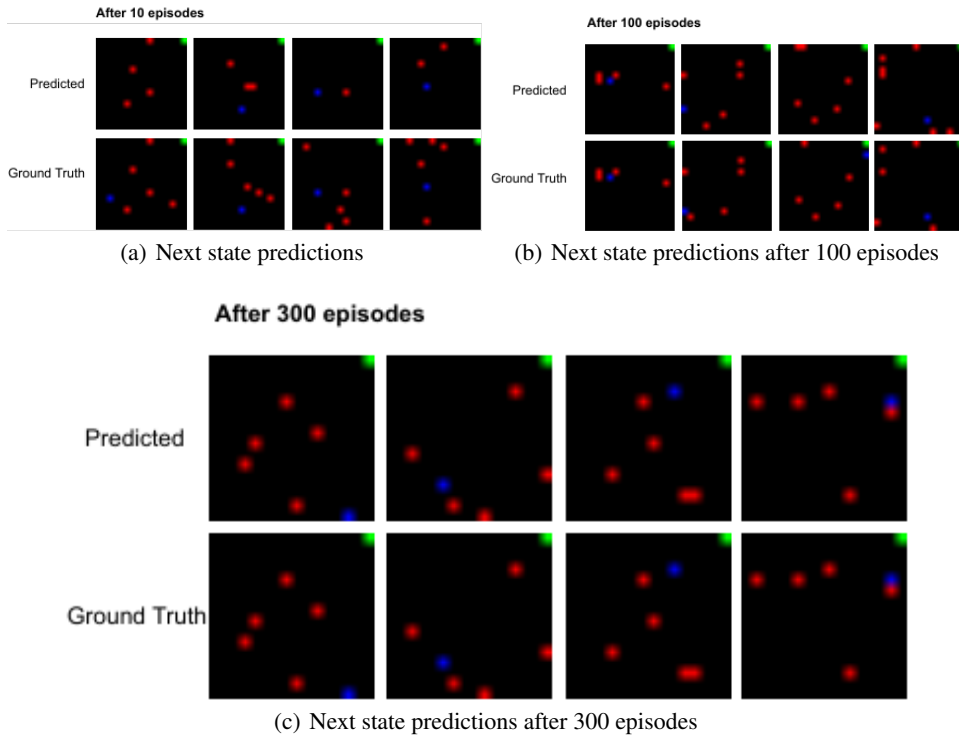 After 10 episodes
Predicted
Ground Truth
(a) Next state predictions
After 100 episodes
Predicted
Ground Truth
(b) Next state predictions after 100 episodes
After 300 episodes
Predicted
Ground Truth
(c) Next state predictions after 300 episodes